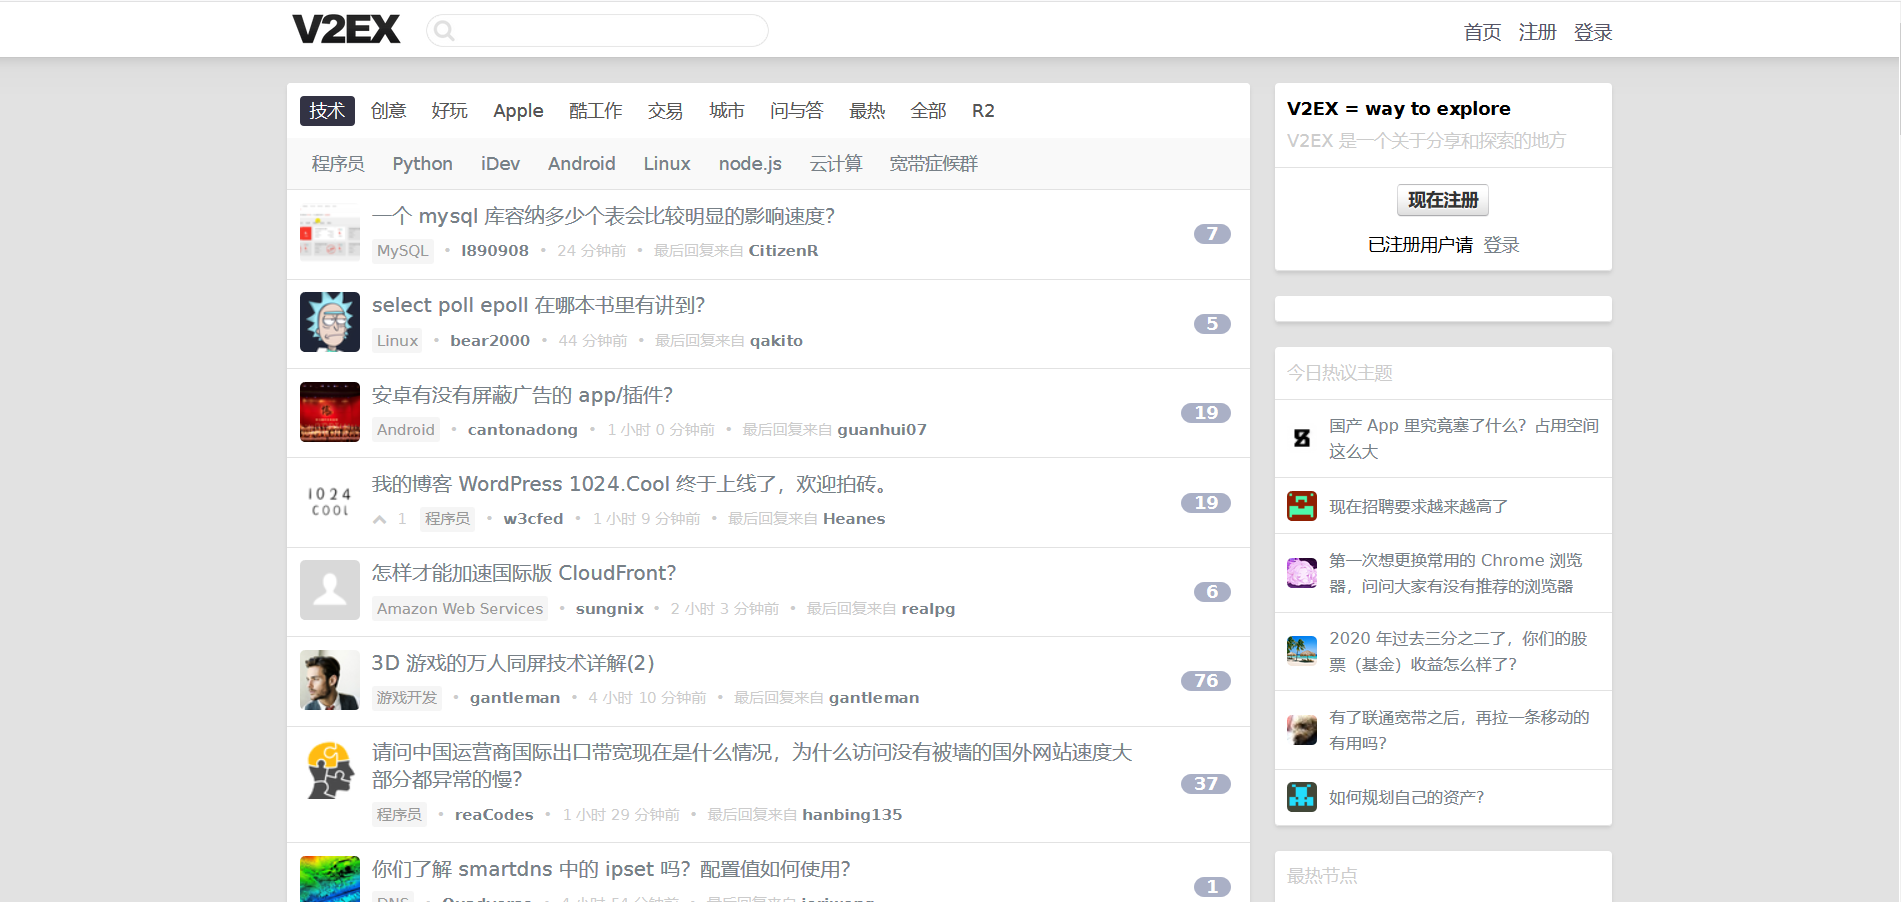 V2EX
首页 注册 登录
技术 创意 好玩 Apple 酷工作 交易 城市 问与答 最热 全部 R2
程序员 Python iDev Android Linux node.js 云计算 宽带症候群
一个 mysql 库容纳多少个表会比较明显的影响速度？
MySQL • l890908 • 24 分钟前 • 最后回复来自 CitizenR
7
select poll epoll 在哪本书里有讲到？
Linux • bear2000 • 44 分钟前 • 最后回复来自 qakito
5
安卓有没有屏蔽广告的 app/插件？
Android • cantonadong • 1 小时 0 分钟前 • 最后回复来自 guanhui07
19
1024
COOL
我的博客 WordPress 1024.Cool 终于上线了，欢迎拍砖。
1 程序员 • w3cfed • 1 小时 9 分钟前 • 最后回复来自 Heanes
19
怎样才能加速国际版 CloudFront？
Amazon Web Services • sungnix • 2 小时 3 分钟前 • 最后回复来自 realpg
6
3D 游戏的万人同屏技术详解(2)
游戏开发 • gantleman • 4 小时 10 分钟前 • 最后回复来自 gantleman
76
请问中国运营商国际出口带宽现在是什么情况，为什么访问没有被墙的国外网站速度大
部分都异常的慢？
程序员 • reaCodes • 1 小时 29 分钟前 • 最后回复来自 hanbing135
37
你们了解 smartdns 中的 ipset 吗？配置值如何使用？
1
V2EX = way to explore
V2EX 是一个关于分享和探索的地方
现在注册
已注册用户请 登录
今日热议主题
国产 App 里究竟塞了什么？占用空间
这么大
现在招聘要求越来越高了
第一次想更换常用的 Chrome 浏览
器，问问大家有没有推荐的浏览器
2020 年过去三分之二了，你们的股
票（基金）收益怎么样了？
有了联通宽带之后，再拉一条移动的
有用吗？
如何规划自己的资产？
最热节点